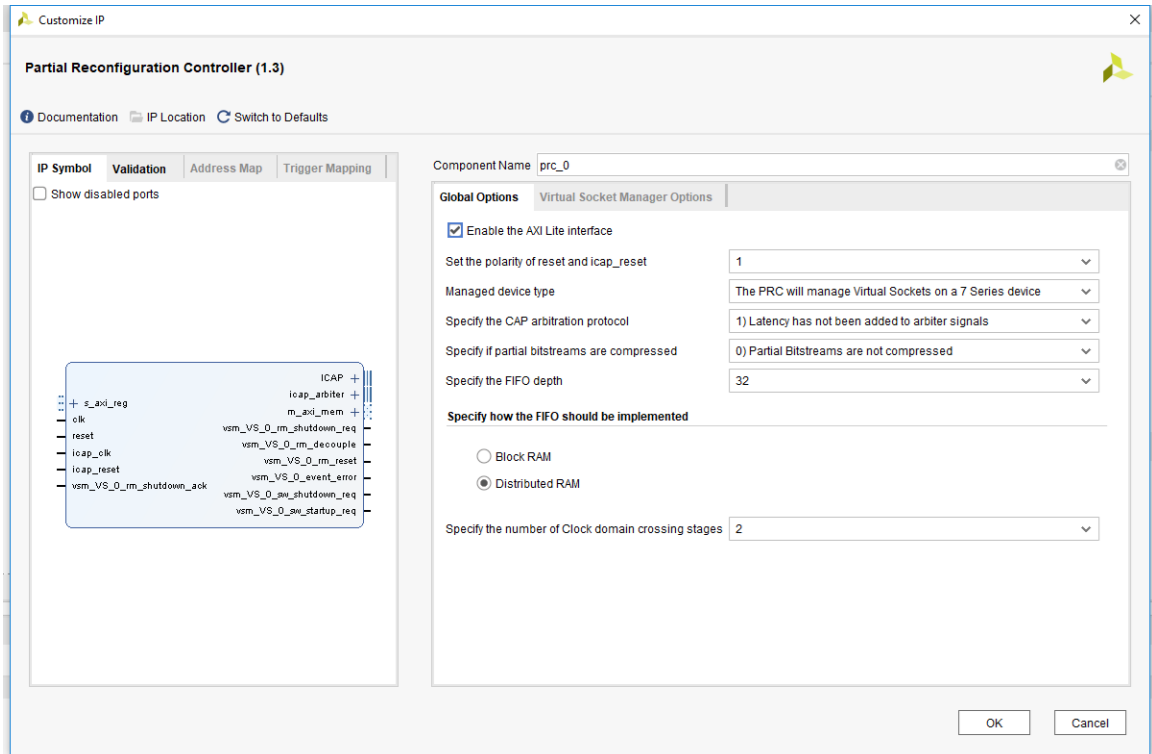 Customize IP
Partial Reconfiguration Controller (1.3)
Documentation IP Location Switch to Defaults
IP Symbol Validation Address Map Trigger Mapping
Show disabled ports
s_axi_reg
clk
reset
icap_clk
icap_reset
vsm_VS_0_rm_shutdown_ack
ICAP
icap_arbiter
m_axi_mem
vsm_VS_0_rm_shutdown_req
vsm_VS_0_rm_decouple
vsm_VS_0_rm_reset
vsm_VS_0_event_error
vsm_VS_0_sw_shutdown_req
vsm_VS_0_sw_startup_req
Component Name prc_0
Global Options Virtual Socket Manager Options
Enable the AXI Lite interface
Set the polarity of reset and icap_reset 1
Managed device type The PRC will manage Virtual Sockets on a 7 Series device
Specify the CAP arbitration protocol 1) Latency has not been added to arbiter signals
Specify if partial bitstreams are compressed 0) Partial Bitstreams are not compressed
Specify the FIFO depth 32
Specify how the FIFO should be implemented
Block RAM
Distributed RAM
Specify the number of Clock domain crossing stages 2
OK Cancel